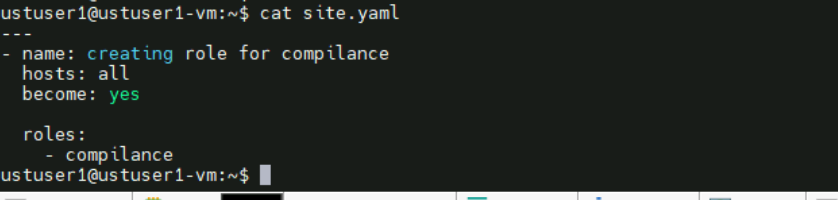 ustuser1@ustuser1-vm:~$ cat site.yaml
---
- name: creating role for compilance
  hosts: all
  become: yes

  roles:
    - compilance
ustuser1@ustuser1-vm:~$